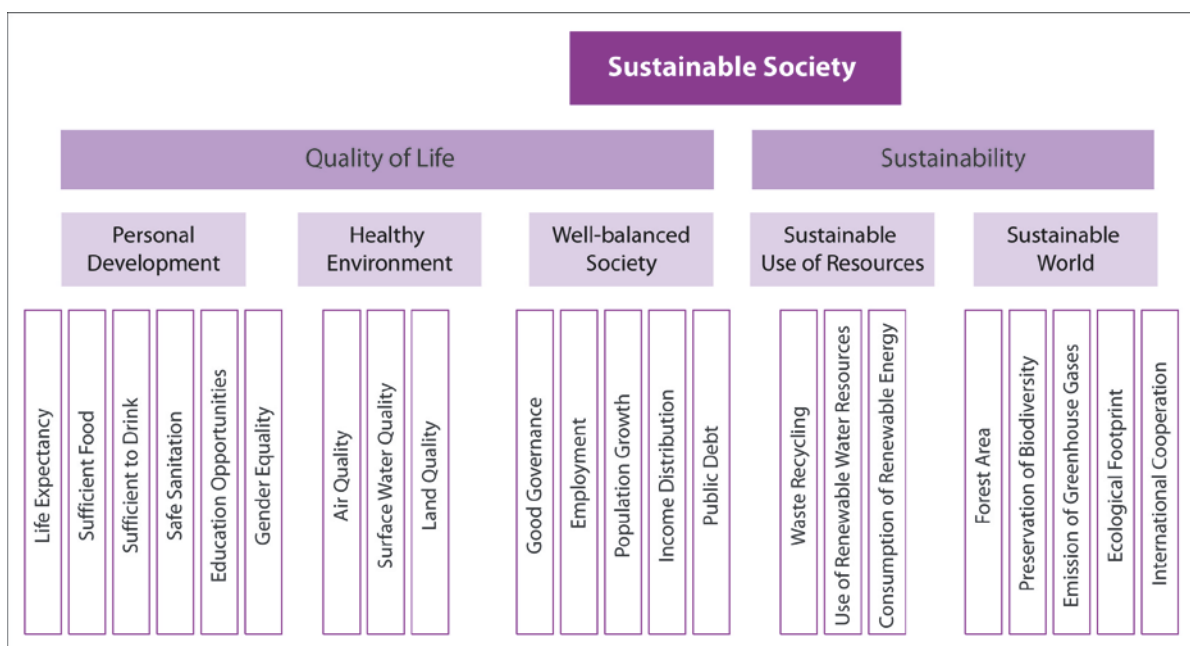 Sustainable Society
Quality of Life
Sustainability
Personal
Development
Healthy
Environment
Well-balanced
Society
Sustainable
Use of Resources
Sustainable
World
Life Expectancy
Sufficient Food
Sufficient to Drink
Safe Sanitation
Education Opportunities
Gender Equality
Air Quality
Surface Water Quality
Land Quality
Good Governance
Employment
Population Growth
Income Distribution
Public Debt
Waste Recycling
Use of Renewable Water Resources
Consumption of Renewable Energy
Forest Area
Preservation of Biodiversity
Emission of Greenhouse Gases
Ecological Footprint
International Cooperation